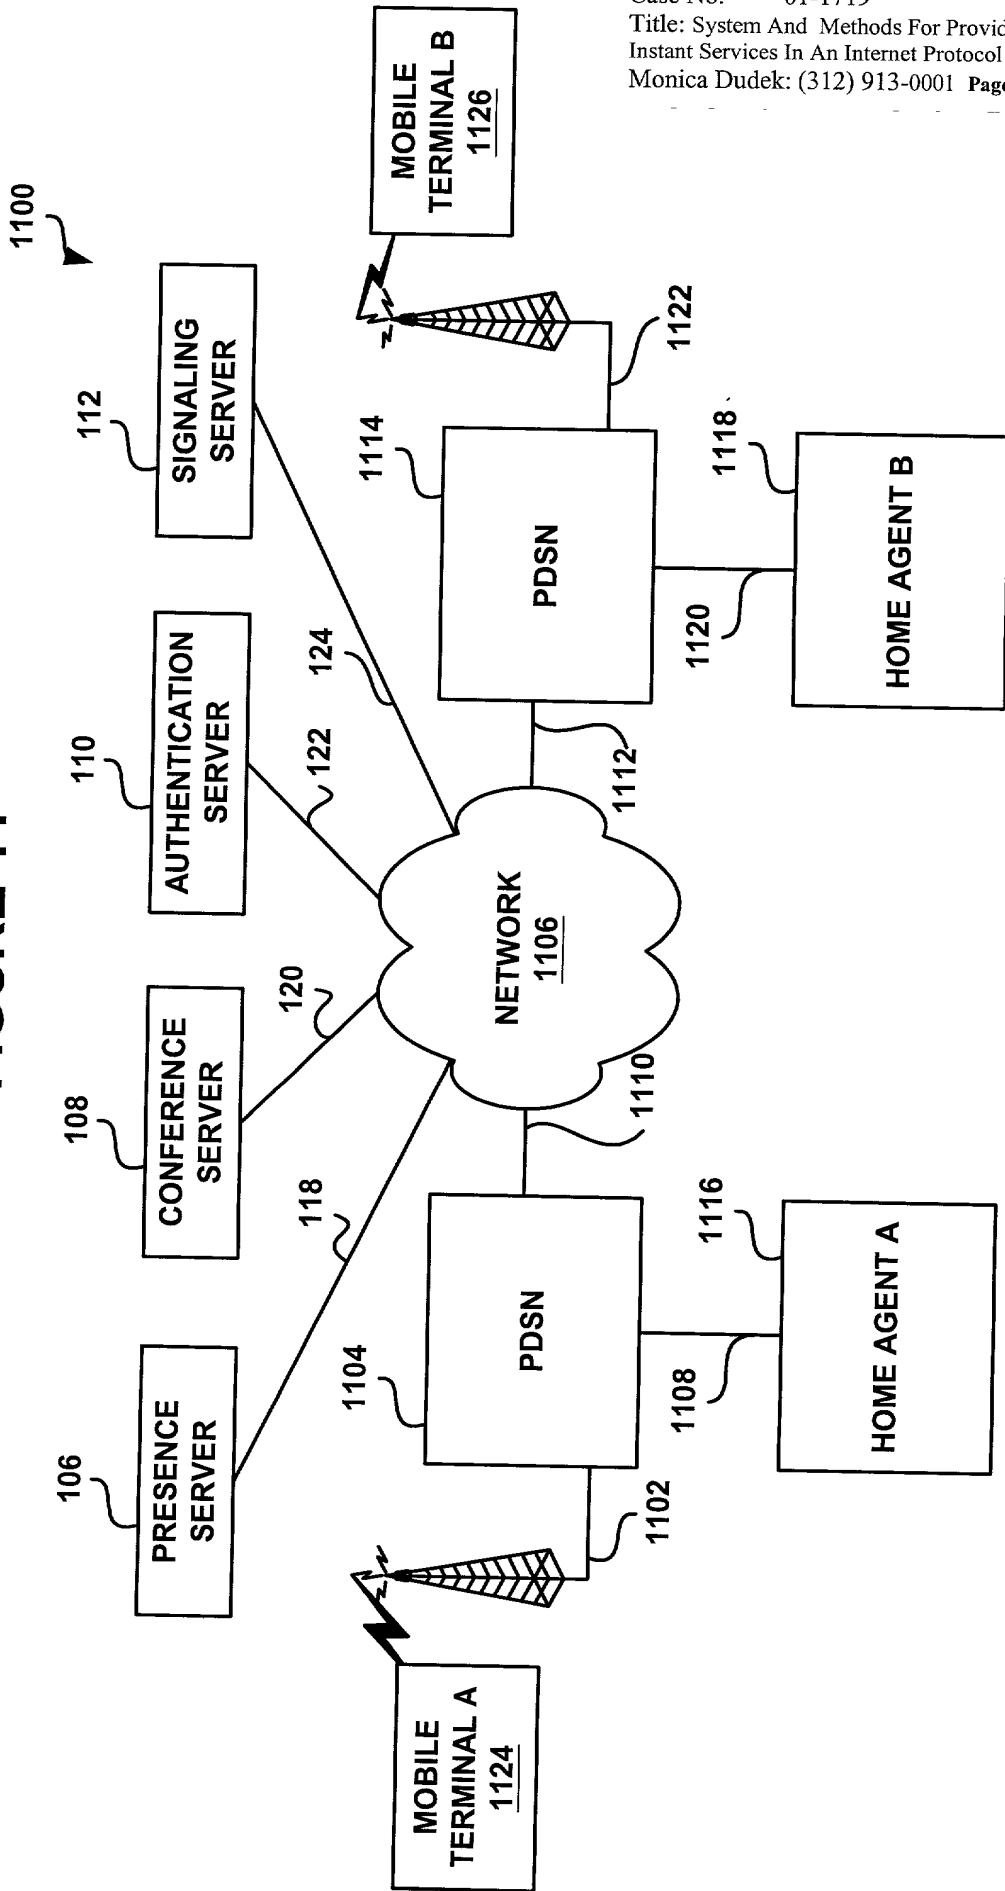 Title: System And Methods For Provid
Instant Services In An Internet Protocol
Monica Dudek: (312) 913-0001 Page
1100
106
PRESENCE
SERVER
108
CONFERENCE
SERVER
110
AUTHENTICATION
SERVER
112
SIGNALING
SERVER
118
120
122
124
MOBILE
TERMINAL A
1124
1102
1104
PDSN
1108
1116
HOME AGENT A
1110
NETWORK
1106
1112
1114
PDSN
1120
1118
HOME AGENT B
1122
MOBILE
TERMINAL B
1126